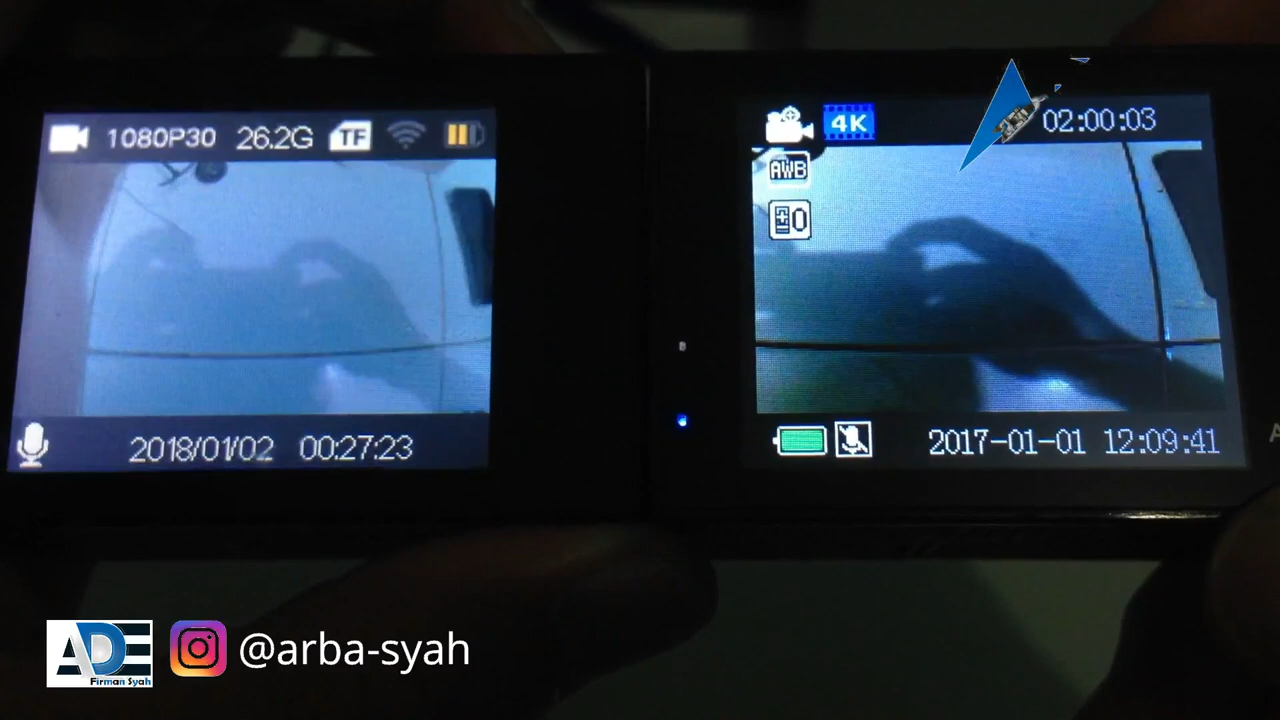 1080P30 26.2G TF
2018/01/02 00:27:23
4K 02:00:03
AWB
0
2017-01-01 12:09:41
A
ADE
Firman Syah
@arba-syah